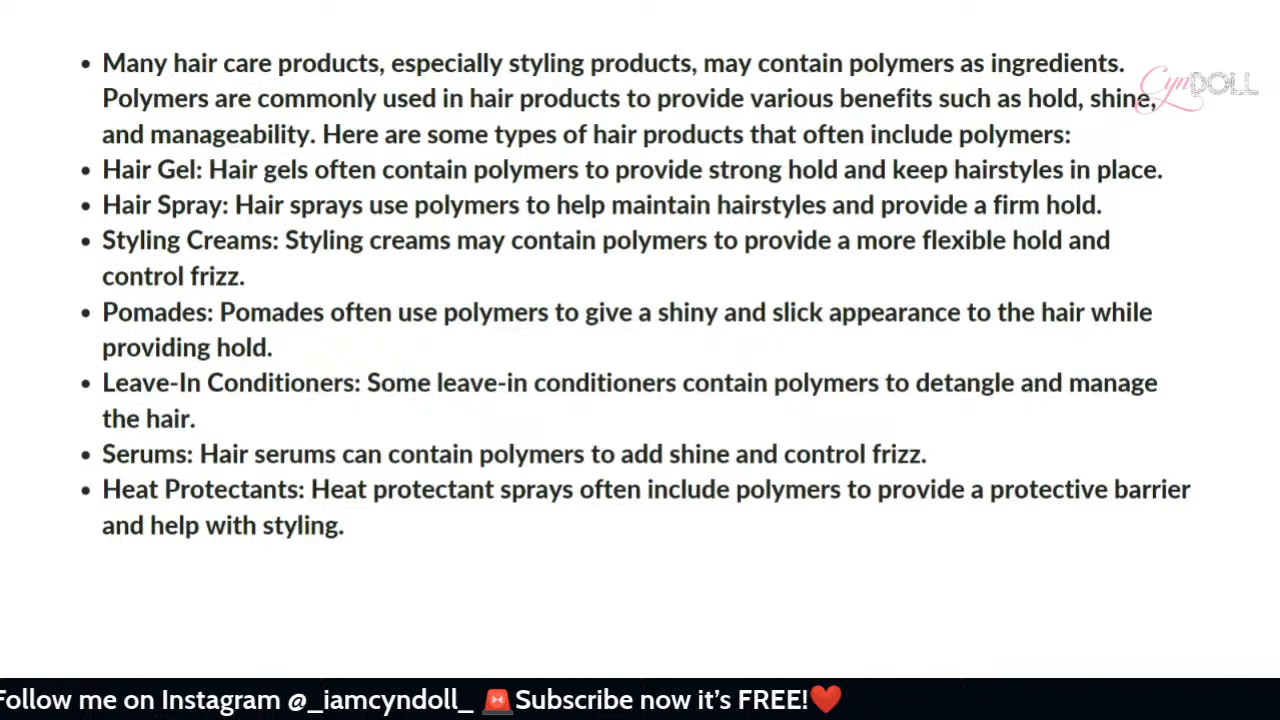 • Many hair care products, especially styling products, may contain polymers as ingredients.
Polymers are commonly used in hair products to provide various benefits such as hold, shine,
and manageability. Here are some types of hair products that often include polymers:
• Hair Gel: Hair gels often contain polymers to provide strong hold and keep hairstyles in place.
• Hair Spray: Hair sprays use polymers to help maintain hairstyles and provide a firm hold.
• Styling Creams: Styling creams may contain polymers to provide a more flexible hold and
control frizz.
• Pomades: Pomades often use polymers to give a shiny and slick appearance to the hair while
providing hold.
• Leave-In Conditioners: Some leave-in conditioners contain polymers to detangle and manage
the hair.
• Serums: Hair serums can contain polymers to add shine and control frizz.
• Heat Protectants: Heat protectant sprays often include polymers to provide a protective barrier
and help with styling.
CynDOLL
Follow me on Instagram @_iamcyndoll_ 🚨Subscribe now it’s FREE!❤️